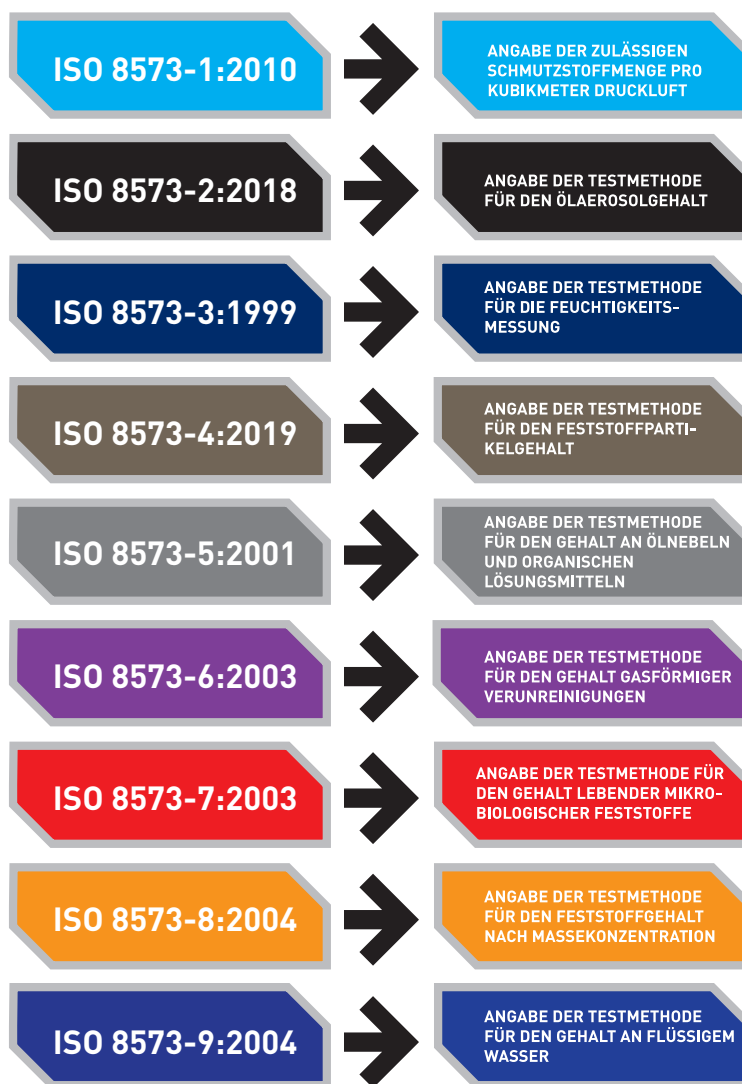 ISO 8573-1:2010
ANGABE DER ZULÄSSIGEN
SCHMUTZSTOFFMENGE PRO
KUBIKMETER DRUCKLUFT
ISO 8573-2:2018
ANGABE DER TESTMETHODE
FÜR DEN ÖLAEROSOLGEHALT
ISO 8573-3:1999
ANGABE DER TESTMETHODE
FÜR DIE FEUCHTIGKEITS-
MESSUNG
ISO 8573-4:2019
ANGABE DER TESTMETHODE
FÜR DEN FESTSTOFFPARTI-
KELGEHALT
ISO 8573-5:2001
ANGABE DER TESTMETHODE
FÜR DEN GEHALT AN ÖLNEBELN
UND ORGANISCHEN
LÖSUNGSMITTELN
ISO 8573-6:2003
ANGABE DER TESTMETHODE
FÜR DEN GEHALT GASFÖRMIGER
VERUNREINIGUNGEN
ISO 8573-7:2003
ANGABE DER TESTMETHODE FÜR
DEN GEHALT LEBENDER MIKRO-
BIOLOGISCHER FESTSTOFFE
ISO 8573-8:2004
ANGABE DER TESTMETHODE
FÜR DEN FESTSTOFFGEHALT
NACH MASSEKONZENTRATION
ISO 8573-9:2004
ANGABE DER TESTMETHODE
FÜR DEN GEHALT AN FLÜSSIGEM
WASSER